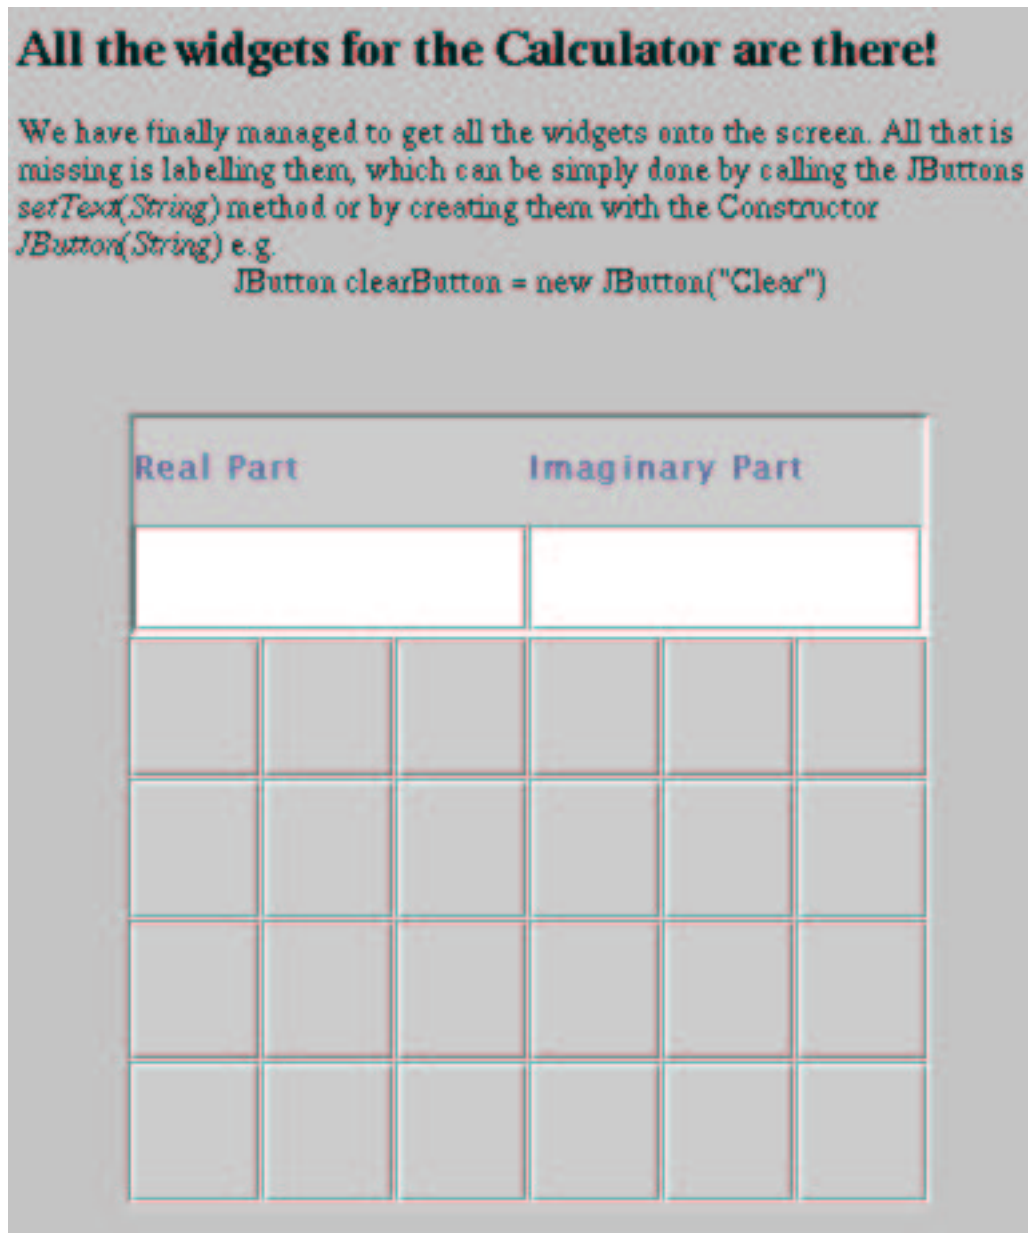 All the widgets for the Calculator are there!
We have finally managed to get all the widgets onto the screen. All that is
missing is labelling them, which can be simply done by calling the JButtons
setText(String) method or by creating them with the Constructor
JButton(String) e.g.
JButton clearButton = new JButton("Clear")
Real Part Imaginary Part